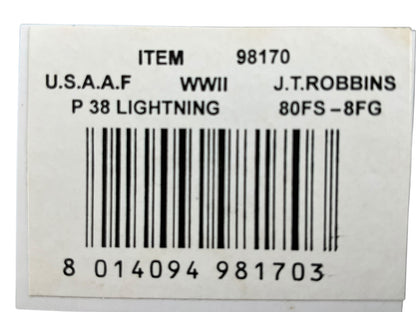 ITEM 98170
U.S.A.A.F WWII J.T.ROBBINS
P 38 LIGHTNING 80FS – 8FG
8 014094 981703